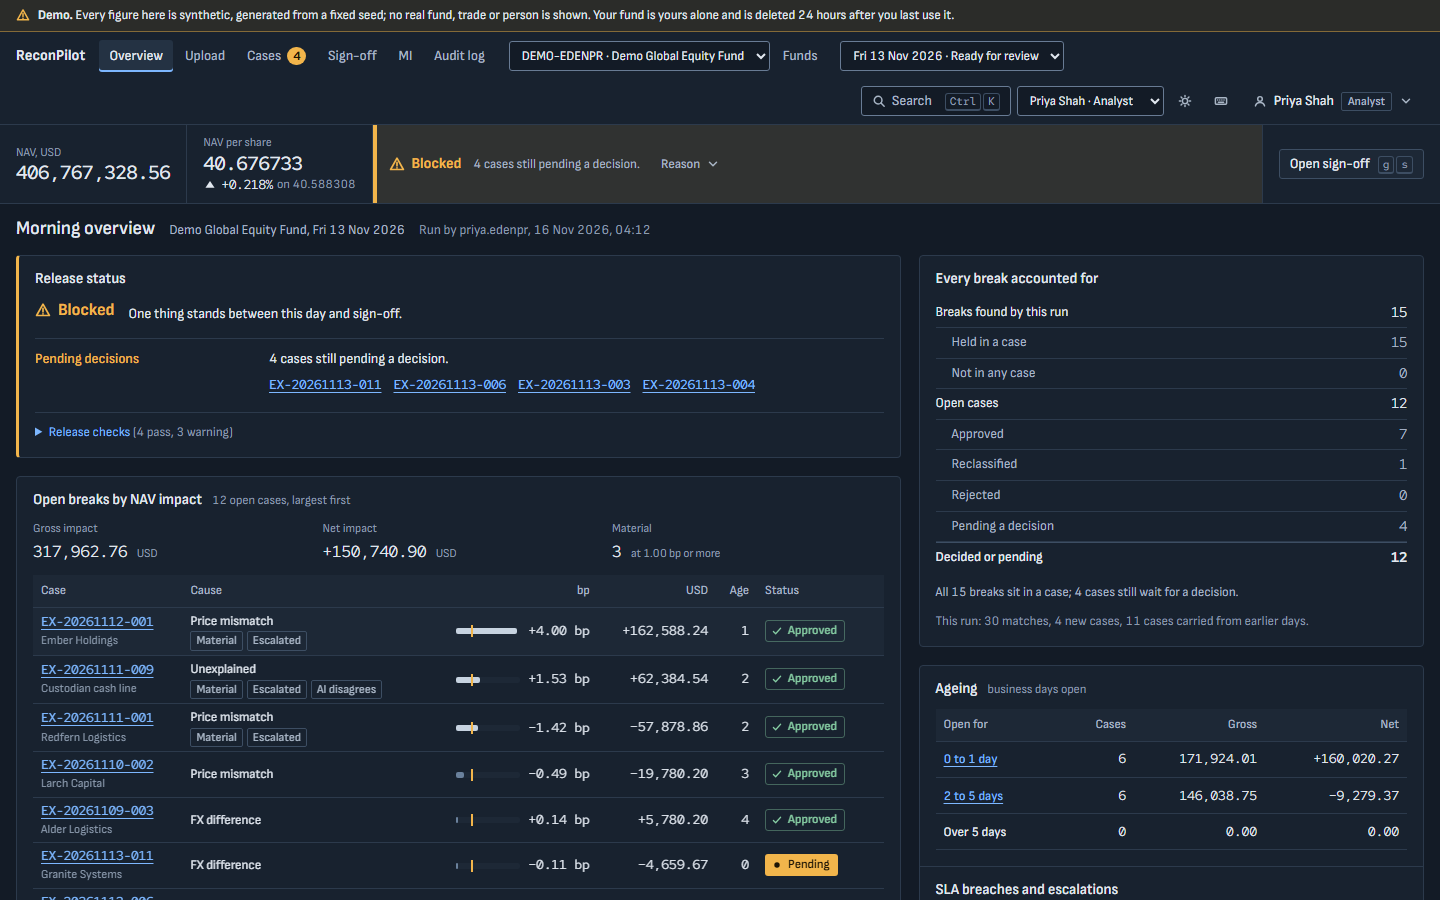 Demo. Every figure here is synthetic, generated from a fixed seed; no real fund, trade or person is shown. Your fund is yours alone and is deleted 24 hours after you last use it.
ReconPilot Overview Upload Cases 4 Sign-off MI Audit log DEMO-EDENPR · Demo Global Equity Fund Funds Fri 13 Nov 2026 · Ready for review
Search Ctrl K Priya Shah · Analyst Priya Shah Analyst
NAV, USD
406,767,328.56
NAV per share
40.676733
▲ +0.218% on 40.588308
Blocked 4 cases still pending a decision. Reason
Open sign-off g s
Morning overview Demo Global Equity Fund, Fri 13 Nov 2026 Run by priya.edenpr, 16 Nov 2026, 04:12
Release status
Blocked One thing stands between this day and sign-off.
Pending decisions 4 cases still pending a decision.
EX-20261113-011 EX-20261113-006 EX-20261113-003 EX-20261113-004
Release checks (4 pass, 3 warning)
Open breaks by NAV impact 12 open cases, largest first
Gross impact Net impact Material
317,962.76 USD +150,740.90 USD 3 at 1.00 bp or more
Case Cause bp USD Age Status
EX-20261112-001 Price mismatch +4.00 bp +162,588.24 1 Approved
Ember Holdings Material Escalated
EX-20261111-009 Unexplained +1.53 bp +62,384.54 2 Approved
Custodian cash line Material Escalated AI disagrees
EX-20261111-001 Price mismatch −1.42 bp −57,878.86 2 Approved
Redfern Logistics Material Escalated
EX-20261110-002 Price mismatch −0.49 bp −19,780.20 3 Approved
Larch Capital
EX-20261109-003 FX difference +0.14 bp +5,780.20 4 Approved
Alder Logistics
EX-20261113-011 FX difference −0.11 bp −4,659.67 0 Pending
Granite Systems
Every break accounted for
Breaks found by this run 15
Held in a case 15
Not in any case 0
Open cases 12
Approved 7
Reclassified 1
Rejected 0
Pending a decision 4
Decided or pending 12
All 15 breaks sit in a case; 4 cases still wait for a decision.
This run: 30 matches, 4 new cases, 11 cases carried from earlier days.
Ageing business days open
Open for Cases Gross Net
0 to 1 day 6 171,924.01 +160,020.27
2 to 5 days 6 146,038.75 −9,279.37
Over 5 days 0 0.00 0.00
SLA breaches and escalations